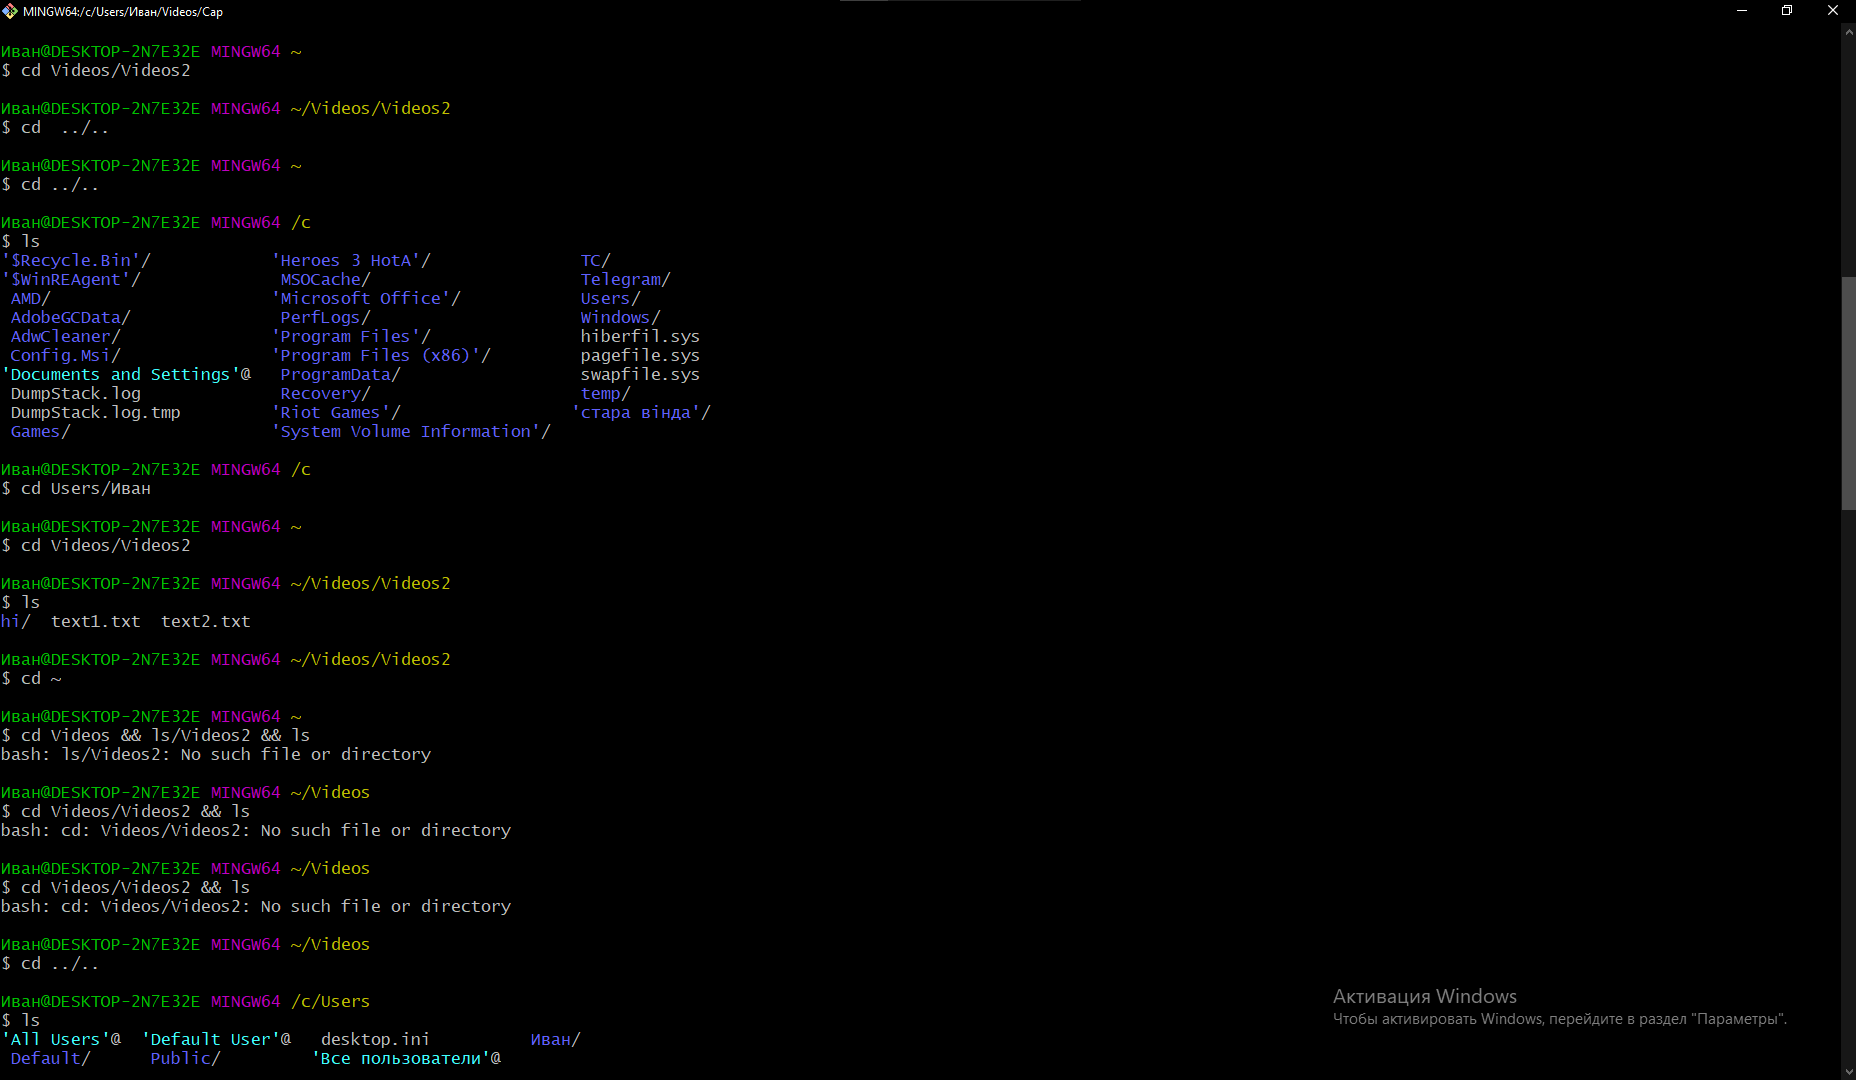 MINGW64:/c/Users/Иван/Videos/Cap
Иван@DESKTOP-2N7E32E MINGW64 ~
$ cd Videos/Videos2
Иван@DESKTOP-2N7E32E MINGW64 ~/Videos/Videos2
$ cd  ../..
Иван@DESKTOP-2N7E32E MINGW64 ~
$ cd ../..
Иван@DESKTOP-2N7E32E MINGW64 /c
$ ls
'$Recycle.Bin'/            'Heroes 3 HotA'/               TC/
'$WinREAgent'/              MSOCache/                     Telegram/
 AMD/                      'Microsoft Office'/            Users/
 AdobeGCData/               PerfLogs/                     Windows/
 AdwCleaner/               'Program Files'/               hiberfil.sys
 Config.Msi/               'Program Files (x86)'/         pagefile.sys
'Documents and Settings'@   ProgramData/                  swapfile.sys
 DumpStack.log              Recovery/                     temp/
 DumpStack.log.tmp         'Riot Games'/                 'стара вінда'/
 Games/                    'System Volume Information'/
Иван@DESKTOP-2N7E32E MINGW64 /c
$ cd Users/Иван
Иван@DESKTOP-2N7E32E MINGW64 ~
$ cd Videos/Videos2
Иван@DESKTOP-2N7E32E MINGW64 ~/Videos/Videos2
$ ls
hi/  text1.txt  text2.txt
Иван@DESKTOP-2N7E32E MINGW64 ~/Videos/Videos2
$ cd ~
Иван@DESKTOP-2N7E32E MINGW64 ~
$ cd Videos && ls/Videos2 && ls
bash: ls/Videos2: No such file or directory
Иван@DESKTOP-2N7E32E MINGW64 ~/Videos
$ cd Videos/Videos2 && ls
bash: cd: Videos/Videos2: No such file or directory
Иван@DESKTOP-2N7E32E MINGW64 ~/Videos
$ cd Videos/Videos2 && ls
bash: cd: Videos/Videos2: No such file or directory
Иван@DESKTOP-2N7E32E MINGW64 ~/Videos
$ cd ../..
Иван@DESKTOP-2N7E32E MINGW64 /c/Users
$ ls
'All Users'@  'Default User'@   desktop.ini          Иван/
 Default/      Public/         'Все пользователи'@
Активация Windows
Чтобы активировать Windows, перейдите в раздел "Параметры".